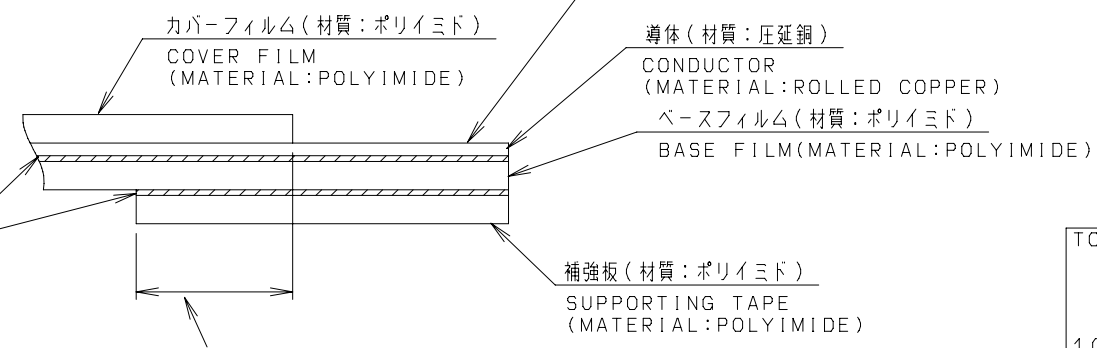 カバーフィルム(材質:ポリイミド)
COVER FILM
(MATERIAL:POLYIMIDE)
導体(材質:圧延銅)
CONDUCTOR
(MATERIAL:ROLLED COPPER)
ベースフィルム(材質:ポリイミド)
BASE FILM(MATERIAL:POLYIMIDE)
補強板(材質:ポリイミド)
SUPPORTING TAPE
(MATERIAL:POLYIMIDE)